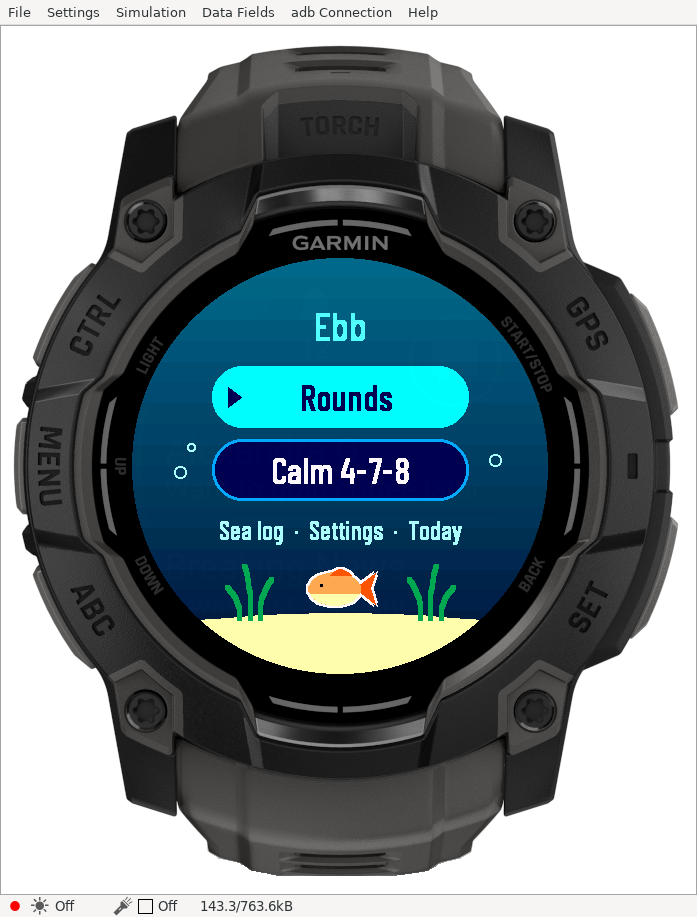 File Settings Simulation Data Fields adb Connection Help
TORCH
GARMIN
CTRL
GPS
LIGHT
START/STOP
Ebb
Rounds
MENU
UP
Calm 4-7-8
Sea log · Settings · Today
DOWN
BACK
ABC
SET
Off Off 143.3/763.6kB